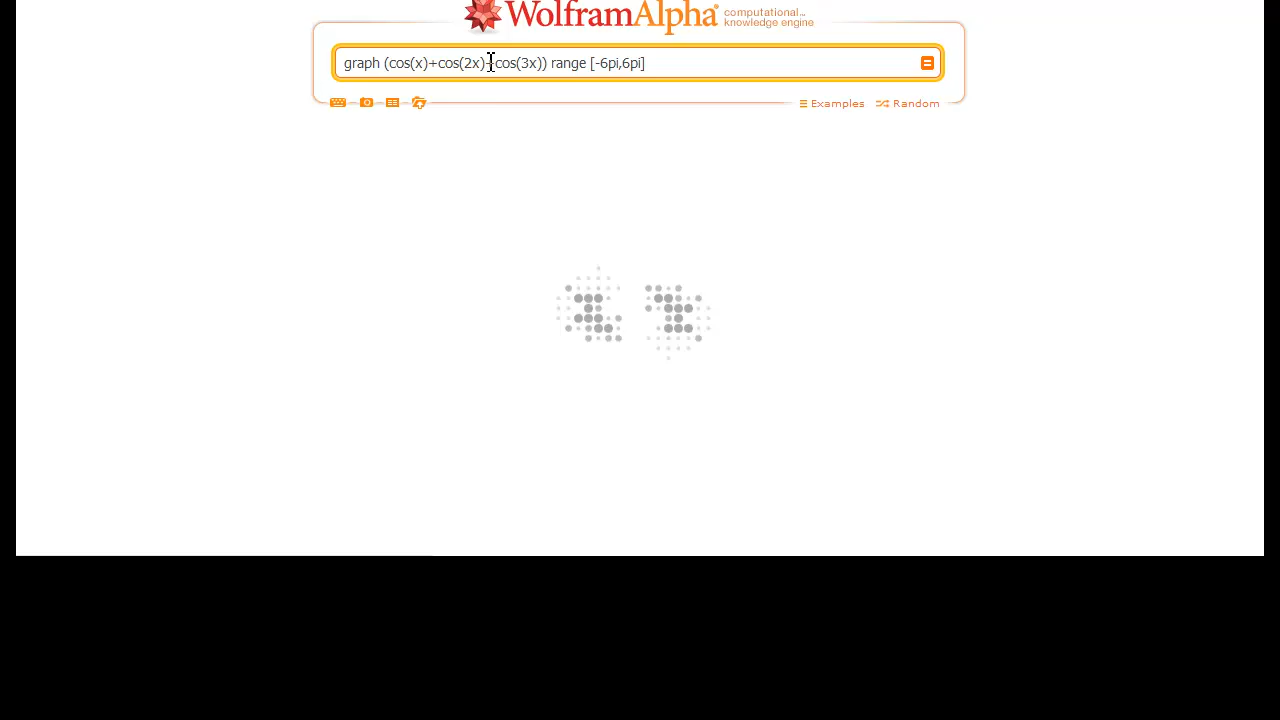 WolframAlpha computational... knowledge engine
graph (cos(x)+cos(2x)+cos(3x)) range [-6pi,6pi]
Examples Random